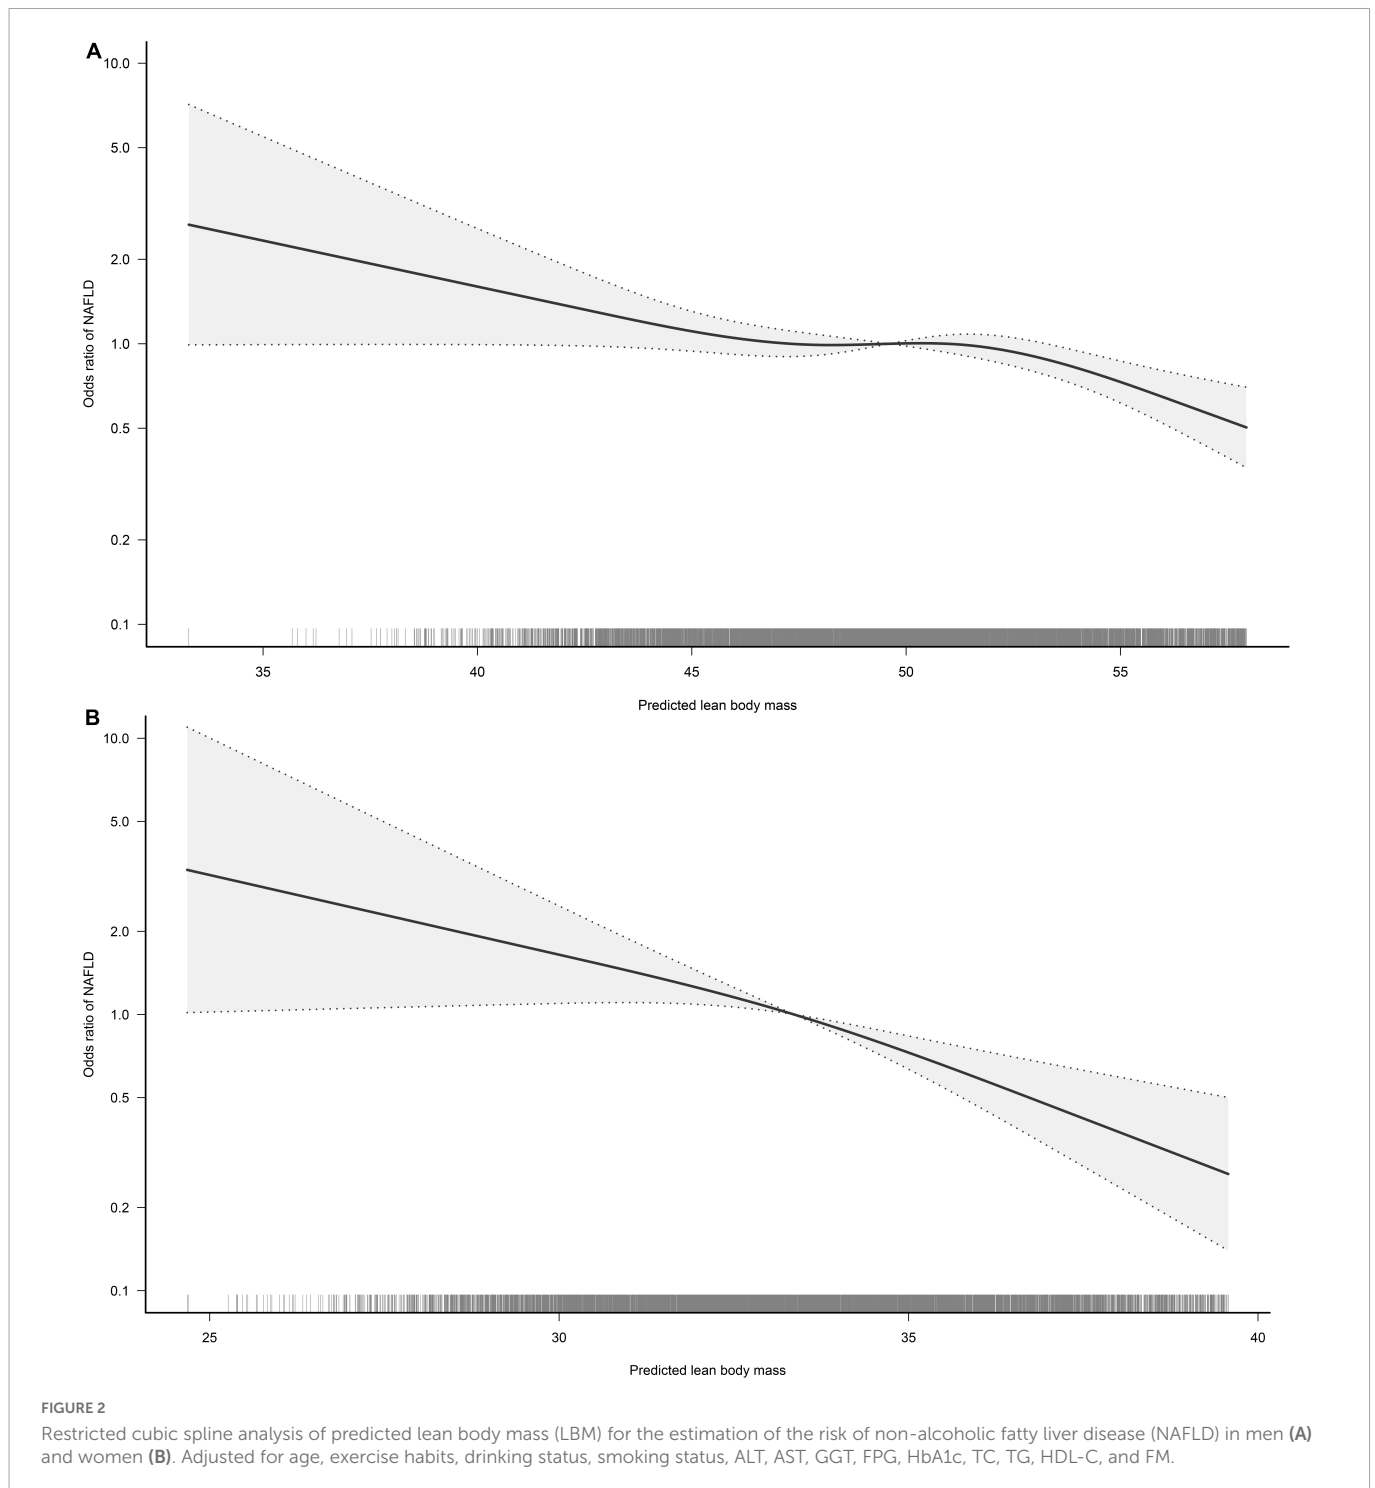 A
10.0
5.0
2.0
1.0
0.5
0.2
0.1
Odds ratio of NAFLD
35 40 45 50 55
Predicted lean body mass
B
10.0
5.0
2.0
1.0
0.5
0.2
0.1
Odds ratio of NAFLD
25 30 35 40
Predicted lean body mass
FIGURE 2
Restricted cubic spline analysis of predicted lean body mass (LBM) for the estimation of the risk of non-alcoholic fatty liver disease (NAFLD) in men (A)
and women (B). Adjusted for age, exercise habits, drinking status, smoking status, ALT, AST, GGT, FPG, HbA1c, TC, TG, HDL-C, and FM.